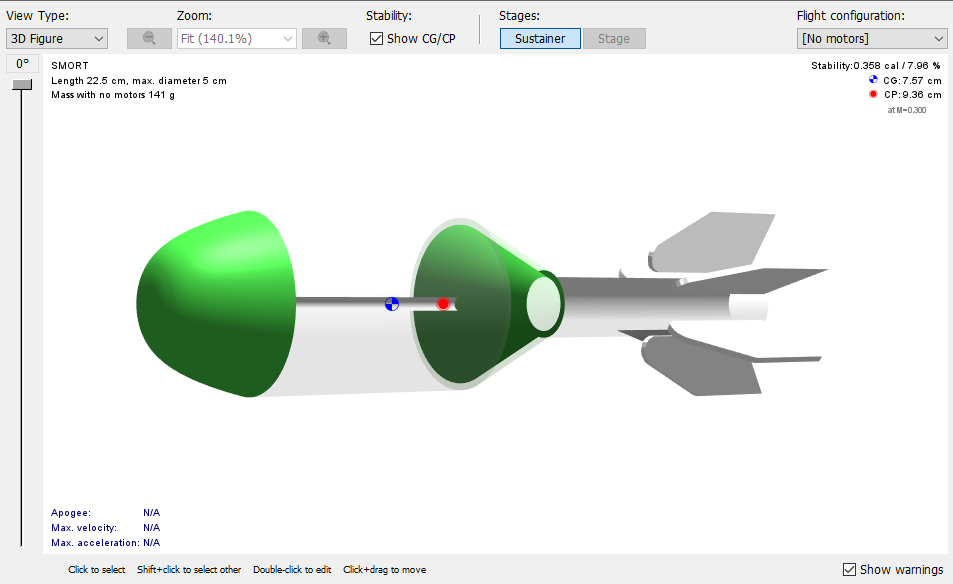 View Type:
Zoom:
Stability:
Stages:
Flight configuration:
3D Figure
Fit (140.1%)
Show CG/CP
Sustainer
Stage
[No motors]
0°
SMORT
Length 22.5 cm, max. diameter 5 cm
Mass with no motors 141 g
Stability:0.358 cal / 7.96 %
CG:7.57 cm
CP:9.36 cm
at M=0.300
Apogee: N/A
Max. velocity: N/A
Max. acceleration: N/A
Click to select Shift+click to select other Double-click to edit Click+drag to move
Show warnings